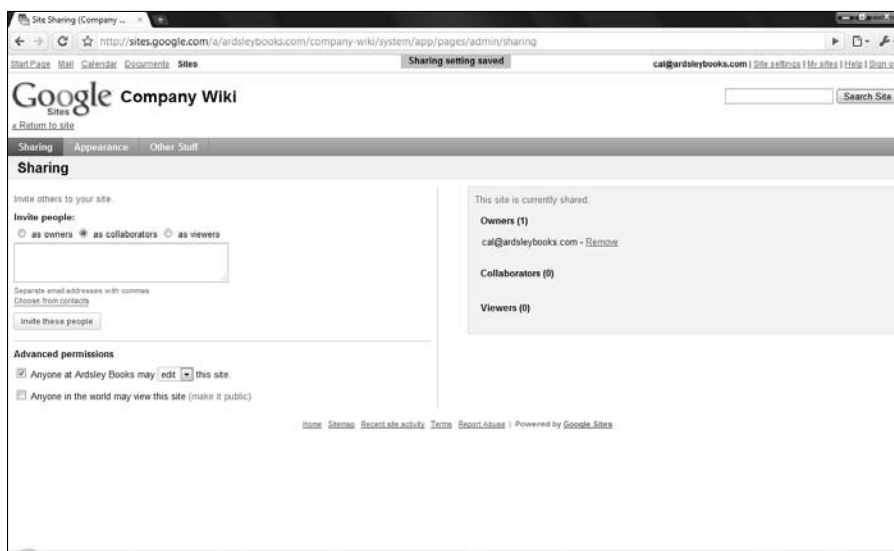 Site Sharing (Company ...
http://sites.google.com/a/ardsleybooks.com/company-wiki/system/app/pages/admin/sharing
Start Page Mail Calendar Documents Sites
Sharing setting saved
cal@ardsleybooks.com | Site settings | My sites | Help | Sign o
Google Sites Company Wiki
Search Site
« Return to site
Sharing Appearance Other Stuff
Sharing
Invite others to your site.
Invite people:
as owners as collaborators as viewers
Separate email addresses with commas
Choose from contacts
Invite these people
Advanced permissions
Anyone at Ardsley Books may edit this site.
Anyone in the world may view this site (make it public)
This site is currently shared.
Owners (1)
cal@ardsleybooks.com - Remove
Collaborators (0)
Viewers (0)
Home Sitemap Recent site activity Terms Report Abuse | Powered by Google Sites